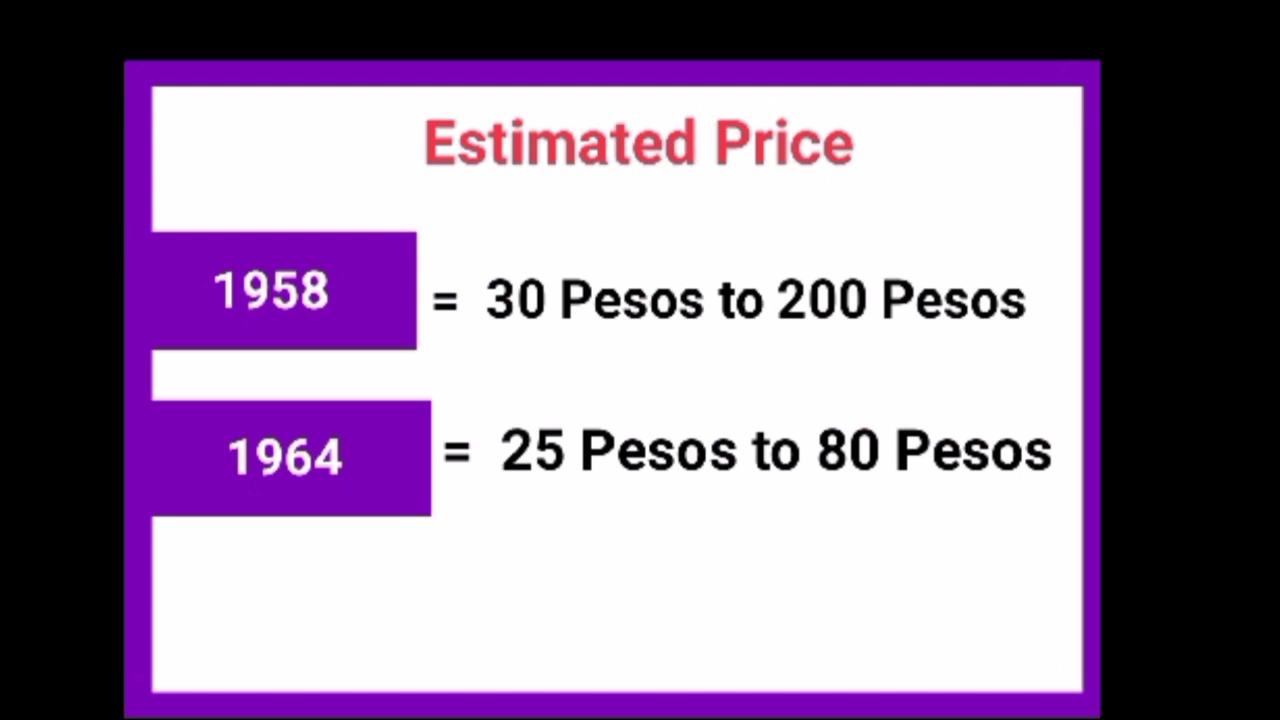 Estimated Price
1958 = 30 Pesos to 200 Pesos
1964 = 25 Pesos to 80 Pesos